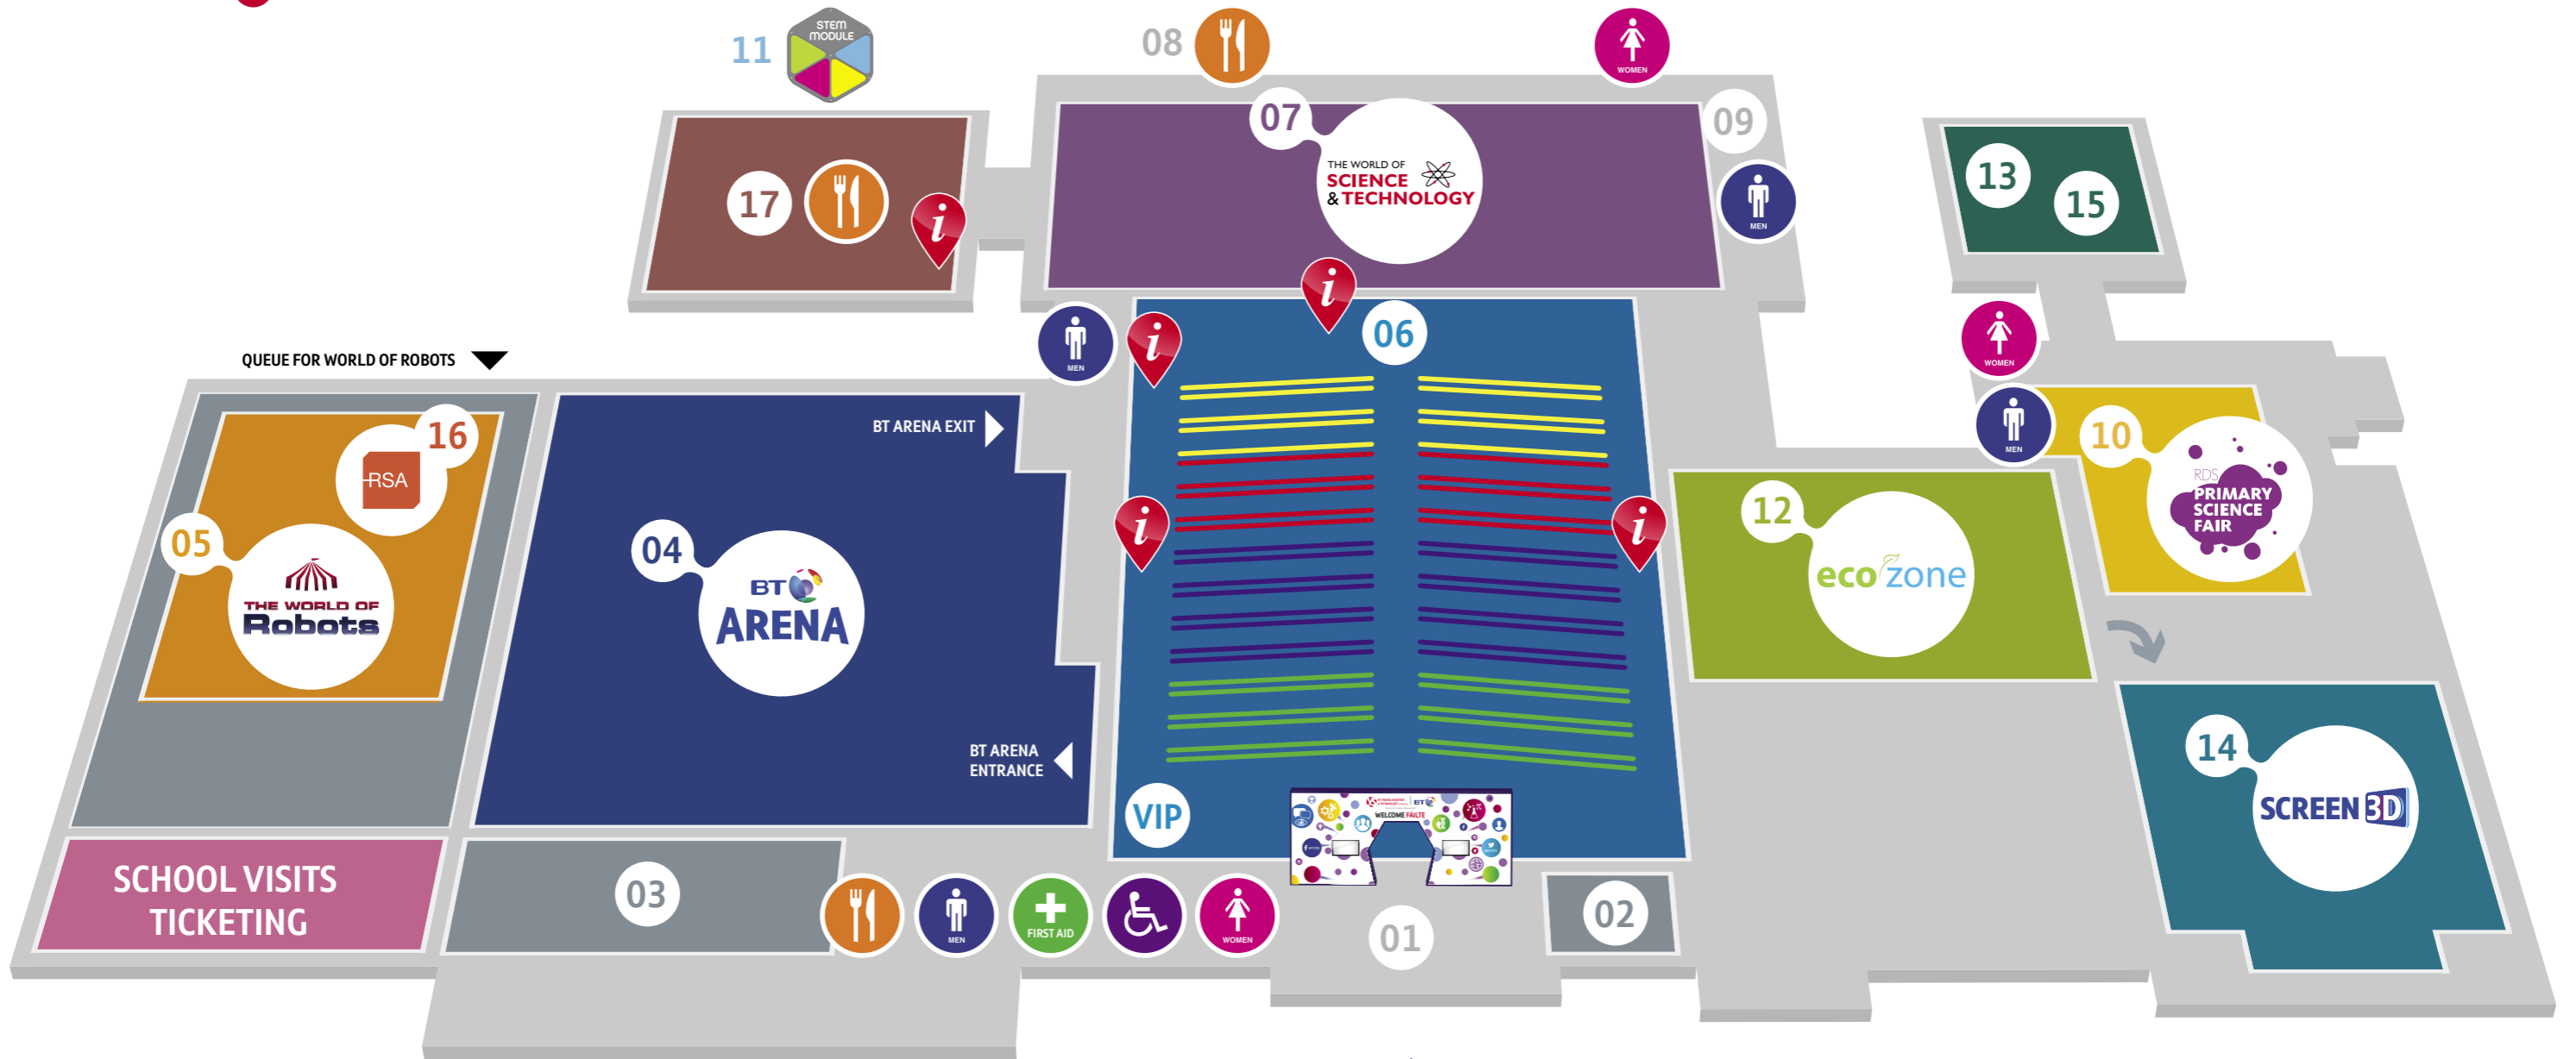 11
STEM
MODULE
08
WOMEN
07
THE WORLD OF
SCIENCE
& TECHNOLOGY
09
MEN
17
i
13
15
i
06
MEN
i
WOMEN
QUEUE FOR WORLD OF ROBOTS
BT ARENA EXIT
MEN
10
RDS
PRIMARY
SCIENCE
FAIR
16
RSA
05
THE WORLD OF
Robots
04
BT
ARENA
i
i
12
eco zone
14
SCREEN 3D
BT ARENA
ENTRANCE
VIP
BT
WELCOME FÁILTE
SCHOOL VISITS
TICKETING
03
MEN
FIRST AID
WOMEN
01
02